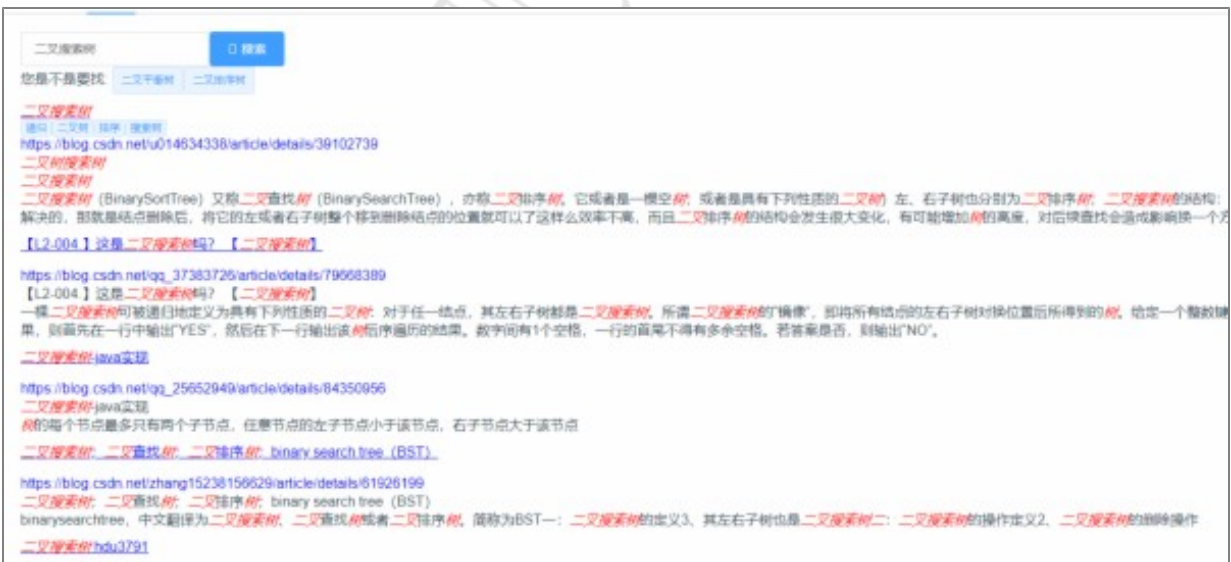 二叉搜索树 搜索
您是不是要找: 二叉平衡树 二叉排序树
二叉搜索树
递归 二叉树 排序 搜索树
https://blog.csdn.net/u014634338/article/details/39102739
二叉树搜索树
二叉搜索树
二叉搜索树（BinarySortTree）又称二叉查找树（BinarySearchTree），亦称二叉排序树。它或者是一棵空树; 或者是具有下列性质的二叉树) 左、右子树也分别为二叉排序树; 二叉搜索树的结构:
解决的，那就是结点删除后，将它的左或者右子树整个移到删除结点的位置就可以了这样么效率不高，而且二叉排序树的结构会发生很大变化，有可能增加树的高度，对后续查找会造成影响换一个方
【L2-004 】这是二叉搜索树吗？ 【二叉搜索树】
https://blog.csdn.net/qq_37383726/article/details/79668389
【L2-004 】这是二叉搜索树吗？ 【二叉搜索树】
一棵二叉搜索树可被递归地定义为具有下列性质的二叉树: 对于任一结点，其左右子树都是二叉搜索树。所谓二叉搜索树的“镜像”，即将所有结点的左右子树对换位置后所得到的树。给定一个整数键
果，则首先在一行中输出“YES”，然后在下一行输出该树后序遍历的结果。数字间有1个空格，一行的首尾不得有多余空格。若答案是否，则输出“NO”。
二叉搜索树-java实现
https://blog.csdn.net/qq_25652949/article/details/84350956
二叉搜索树-java实现
树的每个节点最多只有两个子节点，任意节点的左子节点小于该节点，右子节点大于该节点
二叉搜索树; 二叉查找树; 二叉排序树; binary search tree（BST）
https://blog.csdn.net/zhang15238156629/article/details/61926199
二叉搜索树; 二叉查找树; 二叉排序树; binary search tree（BST）
binarysearchtree，中文翻译为二叉搜索树、二叉查找树或者二叉排序树。简称为BST一：二叉搜索树的定义3、其左右子树也是二叉搜索树二：二叉搜索树的操作定义2、二叉搜索树的删除操作
二叉搜索树 hdu3791